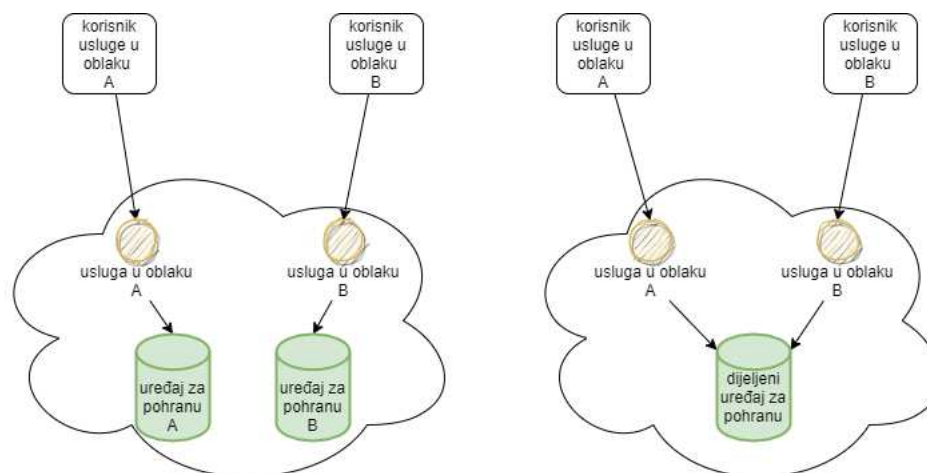 korisnik
usluge u
oblaku
A
korisnik
usluge u
oblaku
B
korisnik
usluge u
oblaku
A
korisnik
usluge u
oblaku
B
usluga u oblaku
A
usluga u oblaku
B
usluga u oblaku
A
usluga u oblaku
B
uređaj za
pohranu
A
uređaj za
pohranu
B
dijeljeni
uređaj za
pohranu